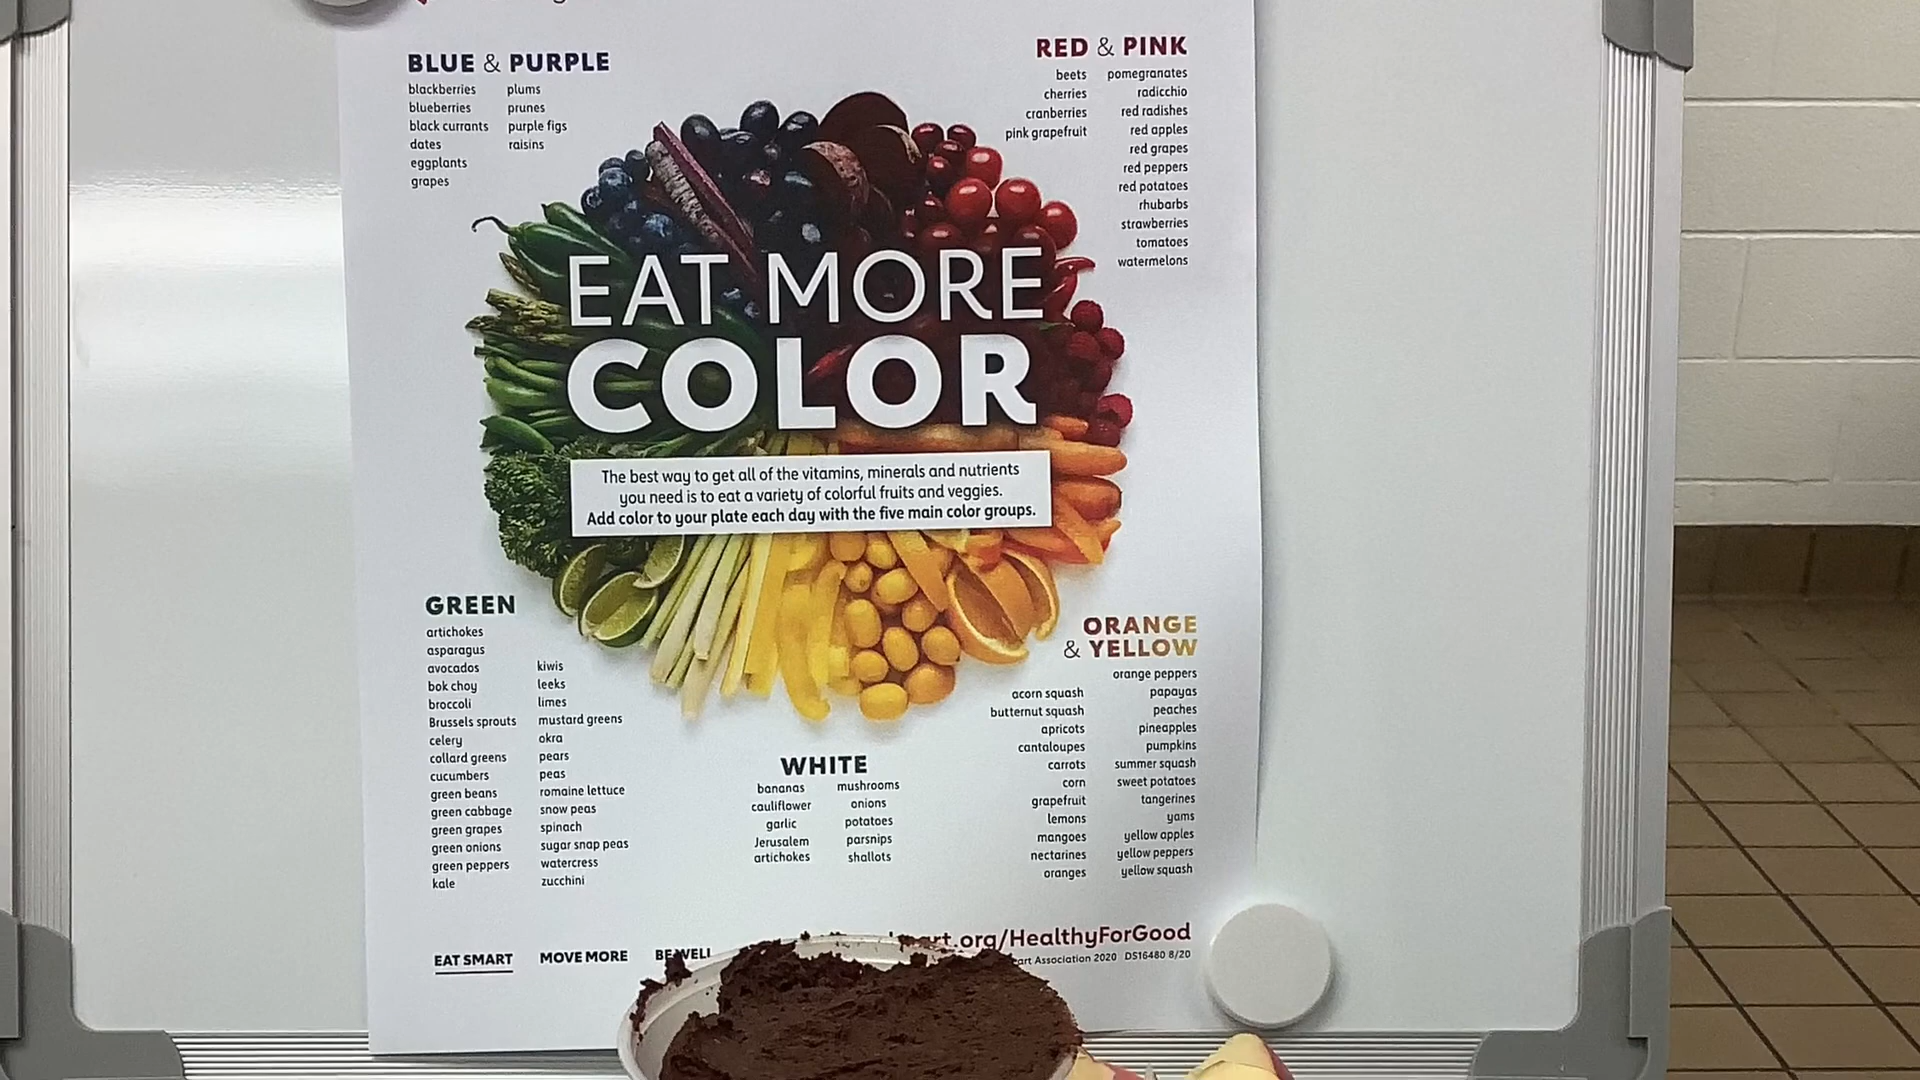 BLUE & PURPLE
blackberries
blueberries
black currants
dates
eggplants
grapes
plums
prunes
purple figs
raisins
RED & PINK
beets
cherries
cranberries
pink grapefruit
pomegranates
radicchio
red radishes
red apples
red grapes
red peppers
red potatoes
rhubarbs
strawberries
tomatoes
watermelons
EAT MORE
COLOR
The best way to get all of the vitamins, minerals and nutrients
you need is to eat a variety of colorful fruits and veggies.
Add color to your plate each day with the five main color groups.
GREEN
artichokes
asparagus
avocados
bok choy
broccoli
Brussels sprouts
celery
collard greens
cucumbers
green beans
green cabbage
green grapes
green onions
green peppers
kale
kiwis
leeks
limes
mustard greens
okra
pears
peas
romaine lettuce
snow peas
spinach
sugar snap peas
watercress
zucchini
WHITE
bananas
cauliflower
garlic
Jerusalem
artichokes
mushrooms
onions
potatoes
parsnips
shallots
ORANGE
& YELLOW
acorn squash
butternut squash
apricots
cantaloupes
carrots
corn
grapefruit
lemons
mangoes
nectarines
oranges
orange peppers
papayas
peaches
pineapples
pumpkins
summer squash
sweet potatoes
tangerines
yams
yellow apples
yellow peppers
yellow squash
EAT SMART
MOVE MORE
.org/HealthyForGood
Association 2020 DS16480 8/20